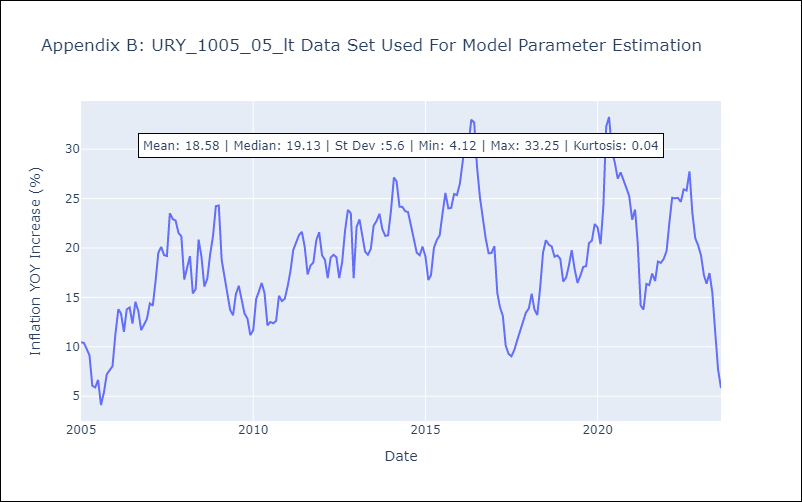 Appendix B: URY_1005_05_lt Data Set Used For Model Parameter Estimation
Mean: 18.58 | Median: 19.13 | St Dev :5.6 | Min: 4.12 | Max: 33.25 | Kurtosis: 0.04
Inflation YOY Increase (%)
30
25
20
15
10
5
2005
2010
2015
2020
Date